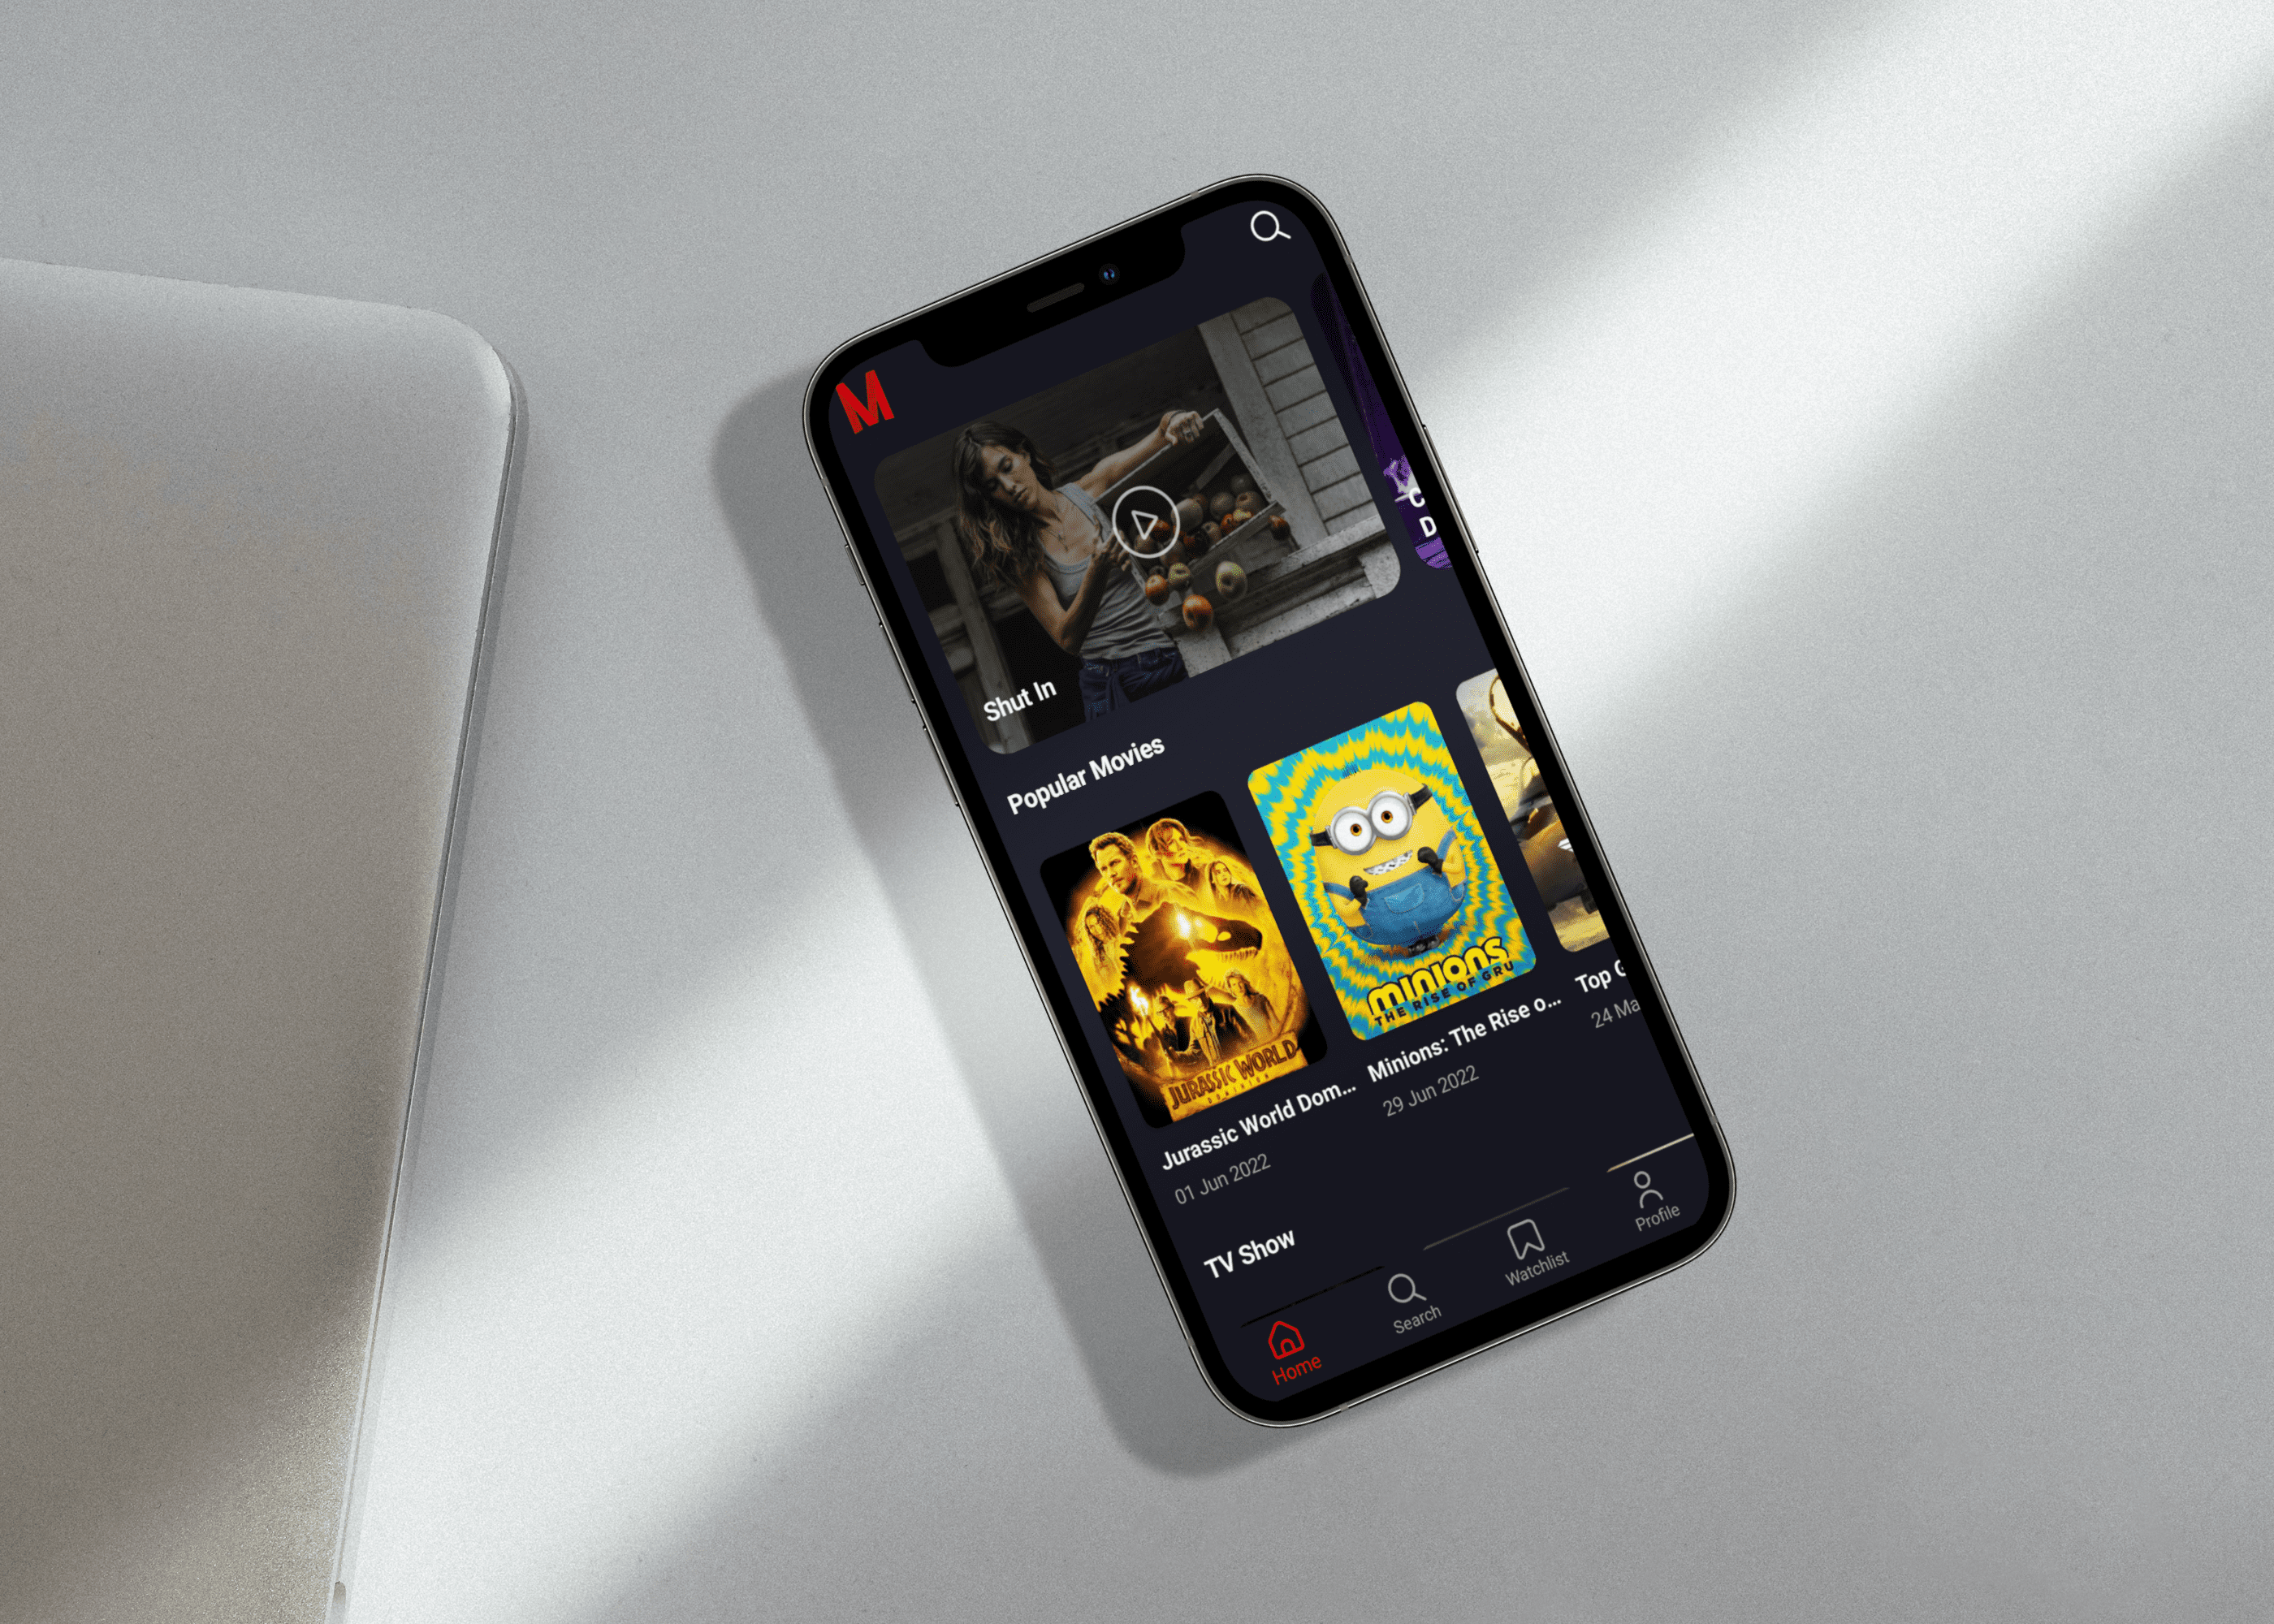 M
C
D
Shut In
Popular Movies
JURASSIC WORLD
DOMINION
MINIONS
THE RISE OF GRU
Jurassic World Dom...
01 Jun 2022
Minions: The Rise o...
29 Jun 2022
Top G
24 Ma
TV Show
Home
Search
Watchlist
Profile